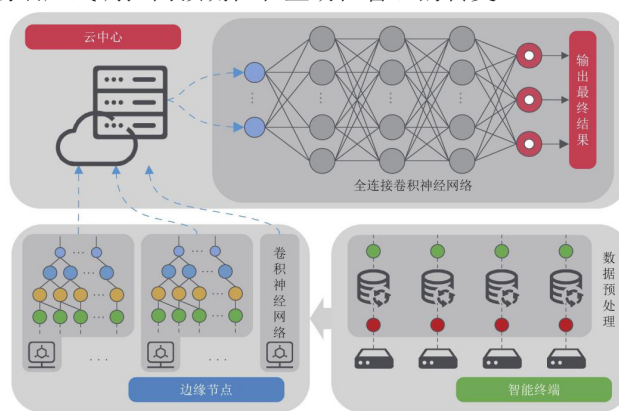 云中心
输出最终结果
全连接卷积神经网络
卷积神经网络
数据预处理
边缘节点
智能终端